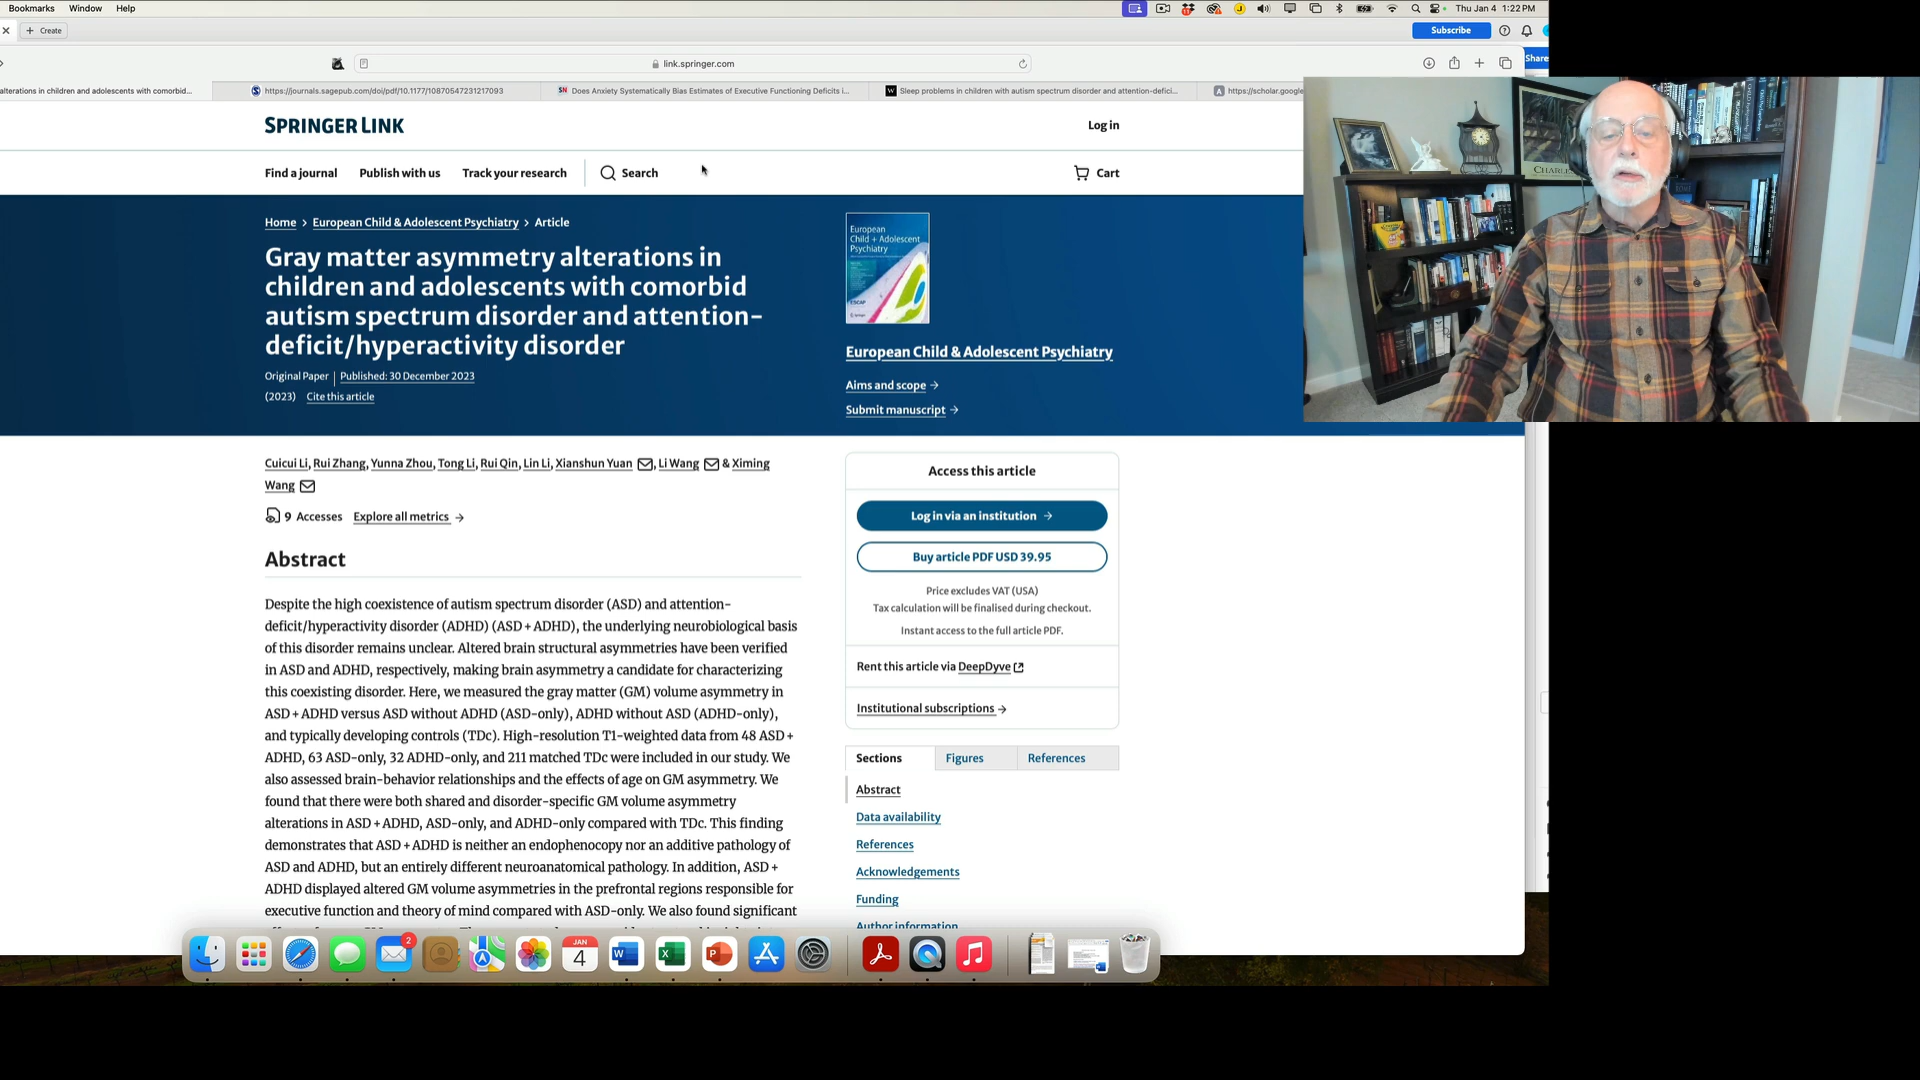 Bookmarks Window Help
Thu Jan 4 1:22 PM
Create
Subscribe
Share
link.springer.com
alterations in children and adolescents with comorbid...
https://journals.sagepub.com/doi/pdf/10.1177/10870547231217093
SN Does Anxiety Systematically Bias Estimates of Executive Functioning Deficits i...
W Sleep problems in children with autism spectrum disorder and attention-defici...
A https://scholar.google
SPRINGER LINK
Log in
Find a journal Publish with us Track your research Search
Cart
Home > European Child & Adolescent Psychiatry > Article
Gray matter asymmetry alterations in
children and adolescents with comorbid
autism spectrum disorder and attention-
deficit/hyperactivity disorder
Original Paper | Published: 30 December 2023
(2023) Cite this article
European
Child + Adolescent
Psychiatry
ESCAP
European Child & Adolescent Psychiatry
Aims and scope →
Submit manuscript →
Cuicui Li, Rui Zhang, Yunna Zhou, Tong Li, Rui Qin, Lin Li, Xianshun Yuan, Li Wang & Ximing
Wang
9 Accesses Explore all metrics →
Abstract
Despite the high coexistence of autism spectrum disorder (ASD) and attention-
deficit/hyperactivity disorder (ADHD) (ASD + ADHD), the underlying neurobiological basis
of this disorder remains unclear. Altered brain structural asymmetries have been verified
in ASD and ADHD, respectively, making brain asymmetry a candidate for characterizing
this coexisting disorder. Here, we measured the gray matter (GM) volume asymmetry in
ASD + ADHD versus ASD without ADHD (ASD-only), ADHD without ASD (ADHD-only),
and typically developing controls (TDc). High-resolution T1-weighted data from 48 ASD +
ADHD, 63 ASD-only, 32 ADHD-only, and 211 matched TDc were included in our study. We
also assessed brain-behavior relationships and the effects of age on GM asymmetry. We
found that there were both shared and disorder-specific GM volume asymmetry
alterations in ASD + ADHD, ASD-only, and ADHD-only compared with TDc. This finding
demonstrates that ASD + ADHD is neither an endophenocopy nor an additive pathology of
ASD and ADHD, but an entirely different neuroanatomical pathology. In addition, ASD +
ADHD displayed altered GM volume asymmetries in the prefrontal regions responsible for
executive function and theory of mind compared with ASD-only. We also found significant
Access this article
Log in via an institution →
Buy article PDF USD 39.95
Price excludes VAT (USA)
Tax calculation will be finalised during checkout.
Instant access to the full article PDF.
Rent this article via DeepDyve
Institutional subscriptions →
Sections Figures References
Abstract
Data availability
References
Acknowledgements
Funding
Author information
2
JAN
4
W
X
P
CHARLES